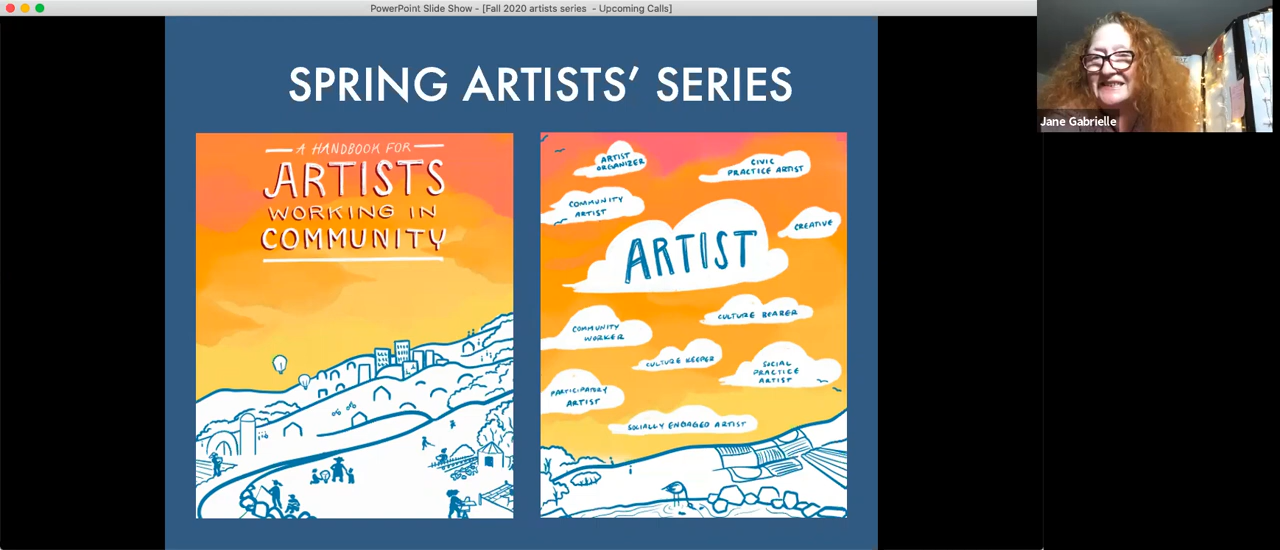 PowerPoint Slide Show - [Fall 2020 artists series - Upcoming Calls]
SPRING ARTISTS' SERIES
A HANDBOOK FOR
ARTISTS
WORKING IN
COMMUNITY
ARTIST
ORGANIZER
CIVIC
PRACTICE ARTIST
COMMUNITY
ARTIST
CREATIVE
ARTIST
CULTURE BEARER
COMMUNITY
WORKER
CULTURE KEEPER
SOCIAL
PRACTICE
ARTIST
PARTICIPATORY
ARTIST
SOCIALLY ENGAGED ARTIST
Jane Gabrielle